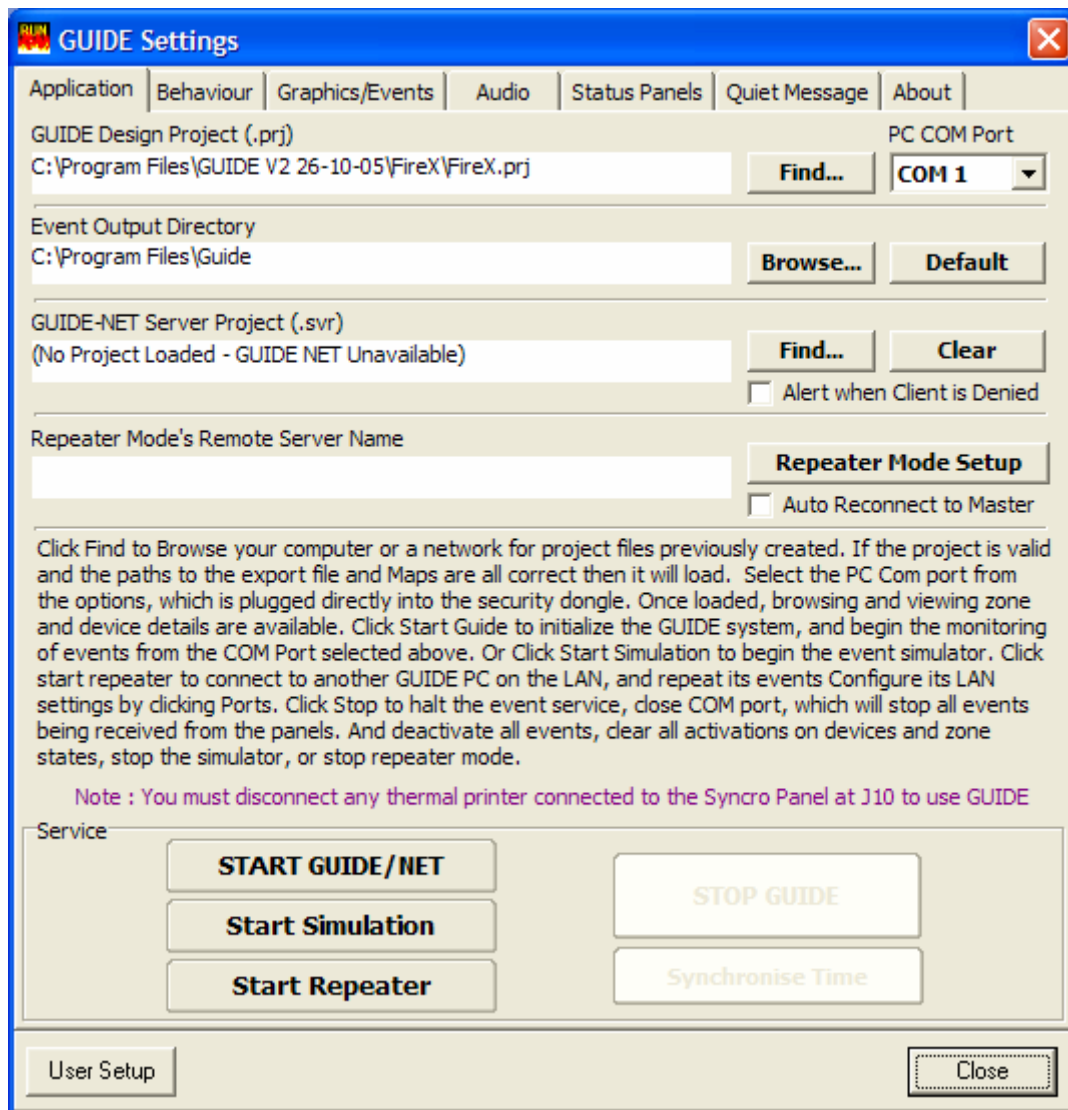 RUN
GUIDE Settings
Application Behaviour Graphics/Events Audio Status Panels Quiet Message About
GUIDE Design Project (.prj) PC COM Port
C:\Program Files\GUIDE V2 26-10-05\FireX\FireX.prj Find... COM 1
Event Output Directory
C:\Program Files\Guide Browse... Default
GUIDE-NET Server Project (.svr)
(No Project Loaded - GUIDE NET Unavailable) Find... Clear
Alert when Client is Denied
Repeater Mode's Remote Server Name
Repeater Mode Setup
Auto Reconnect to Master
Click Find to Browse your computer or a network for project files previously created. If the project is valid
and the paths to the export file and Maps are all correct then it will load.  Select the PC Com port from
the options, which is plugged directly into the security dongle. Once loaded, browsing and viewing zone
and device details are available. Click Start Guide to initialize the GUIDE system, and begin the monitoring
of events from the COM Port selected above. Or Click Start Simulation to begin the event simulator. Click
start repeater to connect to another GUIDE PC on the LAN, and repeat its events Configure its LAN
settings by clicking Ports. Click Stop to halt the event service, close COM port, which will stop all events
being received from the panels. And deactivate all events, clear all activations on devices and zone
states, stop the simulator, or stop repeater mode.
Note : You must disconnect any thermal printer connected to the Syncro Panel at J10 to use GUIDE
Service
START GUIDE/NET
STOP GUIDE
Start Simulation
Start Repeater
Synchronise Time
User Setup Close